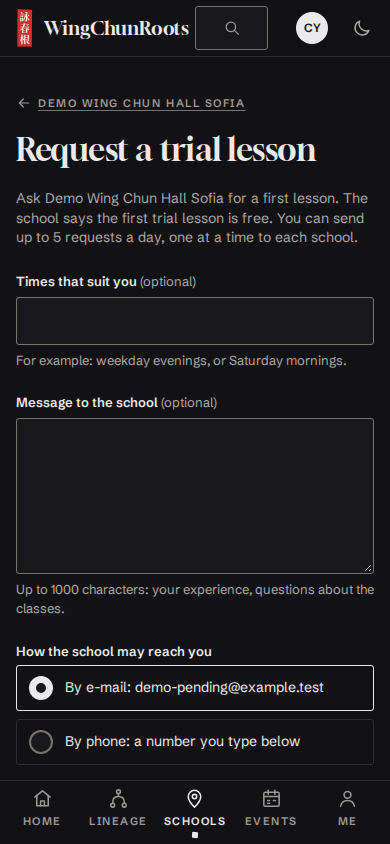 詠春根
WingChunRoots
CY
DEMO WING CHUN HALL SOFIA
Request a trial lesson
Ask Demo Wing Chun Hall Sofia for a first lesson. The
school says the first trial lesson is free. You can send
up to 5 requests a day, one at a time to each school.
Times that suit you (optional)
For example: weekday evenings, or Saturday mornings.
Message to the school (optional)
Up to 1000 characters: your experience, questions about the
classes.
How the school may reach you
By e-mail: demo-pending@example.test
By phone: a number you type below
HOME
LINEAGE
SCHOOLS
EVENTS
ME